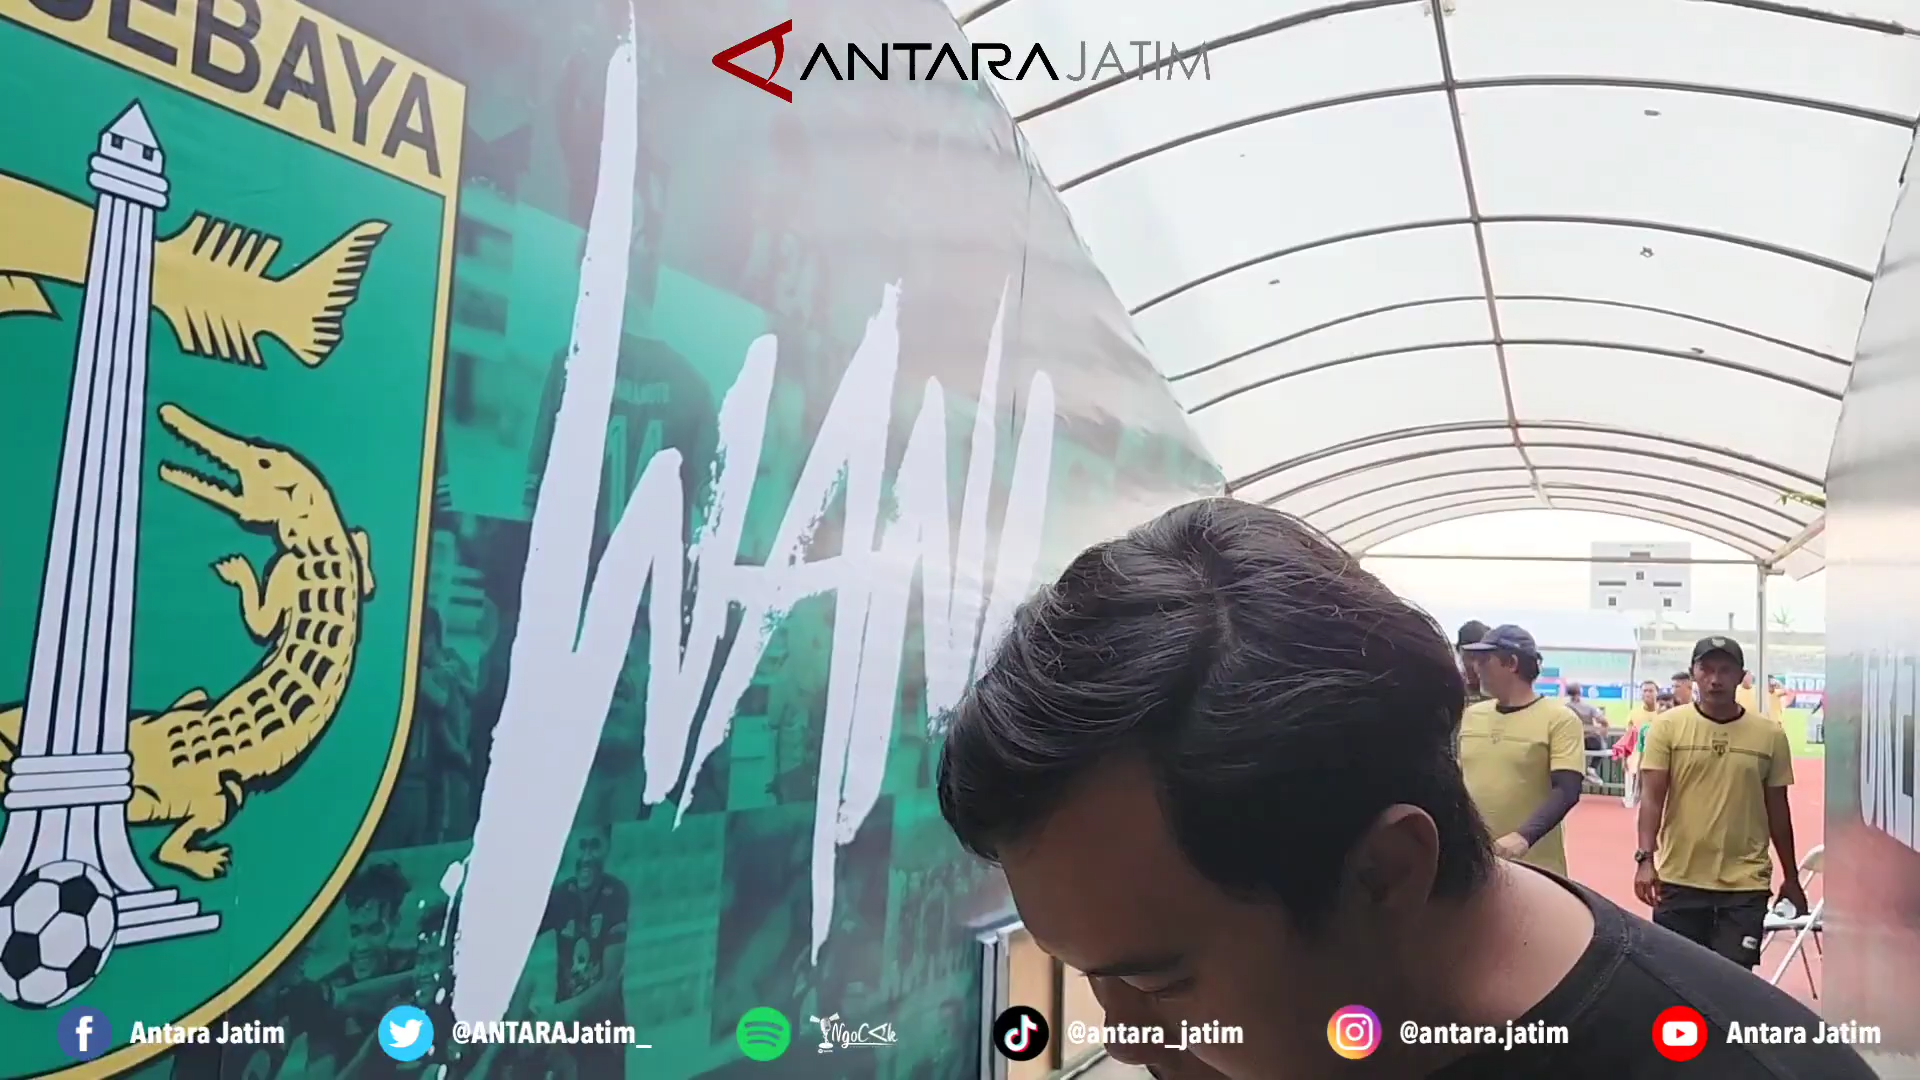 ANTARA JATIM
EBAYA
WANI
Antara Jatim
@ANTARAJatim_
NgoCAk
@antara_jatim
@antara.jatim
Antara Jatim